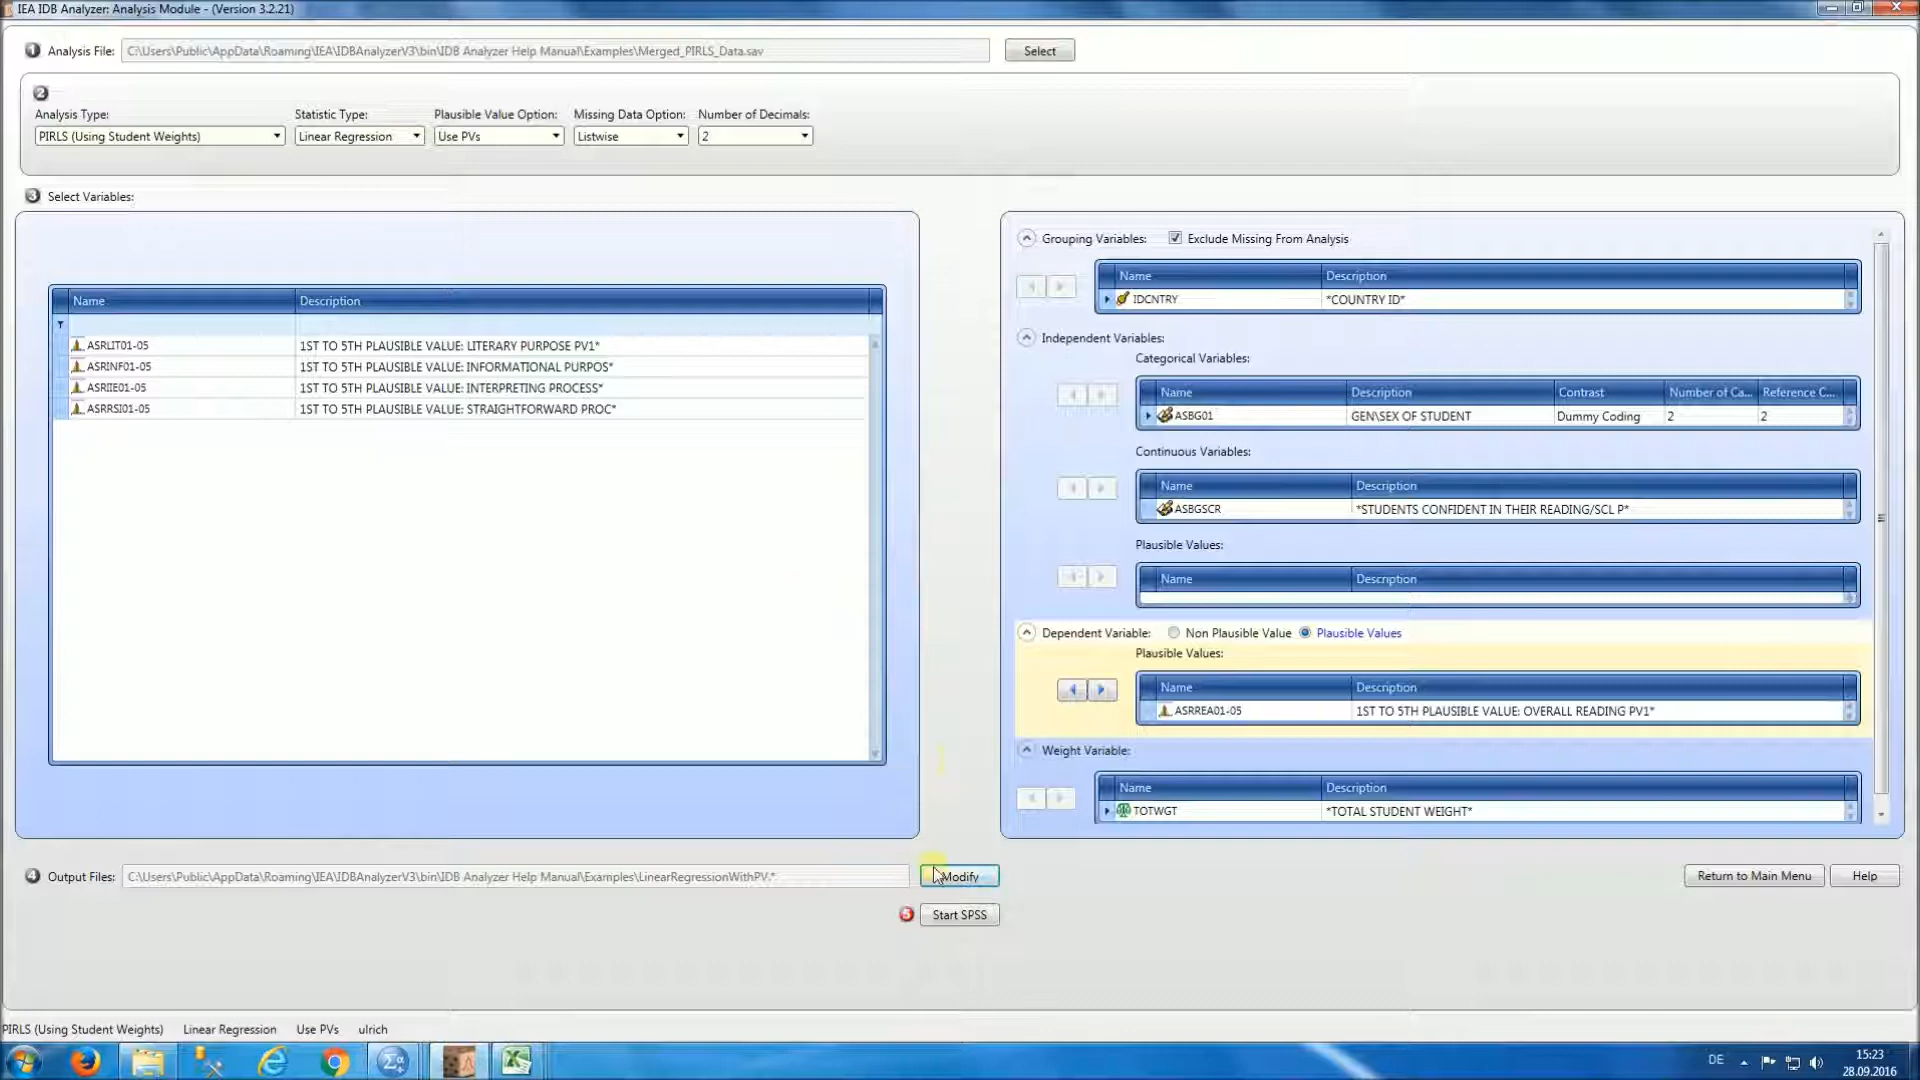 IEA IDB Analyzer: Analysis Module - (Version 3.2.21)
1 Analysis File: C:\Users\Public\AppData\Roaming\IEA\IDBAnalyzerV3\bin\IDB Analyzer Help Manual\Examples\Merged_PIRLS_Data.sav Select
2
Analysis Type: Statistic Type: Plausible Value Option: Missing Data Option: Number of Decimals:
PIRLS (Using Student Weights) Linear Regression Use PVs Listwise 2
3 Select Variables:
Name Description
ASRLIT01-05 1ST TO 5TH PLAUSIBLE VALUE: LITERARY PURPOSE PV1*
ASRINF01-05 1ST TO 5TH PLAUSIBLE VALUE: INFORMATIONAL PURPOS*
ASRIIE01-05 1ST TO 5TH PLAUSIBLE VALUE: INTERPRETING PROCESS*
ASRRSI01-05 1ST TO 5TH PLAUSIBLE VALUE: STRAIGHTFORWARD PROC*
Grouping Variables: Exclude Missing From Analysis
Name Description
IDCNTRY *COUNTRY ID*
Independent Variables:
Categorical Variables:
Name Description Contrast Number of Ca... Reference C...
ASBG01 GEN\SEX OF STUDENT Dummy Coding 2 2
Continuous Variables:
Name Description
ASBGSCR *STUDENTS CONFIDENT IN THEIR READING/SCL P*
Plausible Values:
Name Description
Dependent Variable: Non Plausible Value Plausible Values
Plausible Values:
Name Description
ASRREA01-05 1ST TO 5TH PLAUSIBLE VALUE: OVERALL READING PV1*
Weight Variable:
Name Description
TOTWGT *TOTAL STUDENT WEIGHT*
4 Output Files: C:\Users\Public\AppData\Roaming\IEA\IDBAnalyzerV3\bin\IDB Analyzer Help Manual\Examples\LinearRegressionWithPV.* Modify
Return to Main Menu Help
5 Start SPSS
PIRLS (Using Student Weights) Linear Regression Use PVs ulrich
DE
15:23
28.09.2016